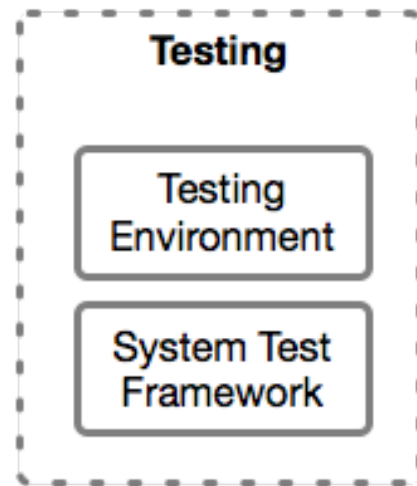 Testing
Testing
Environment
System Test
Framework